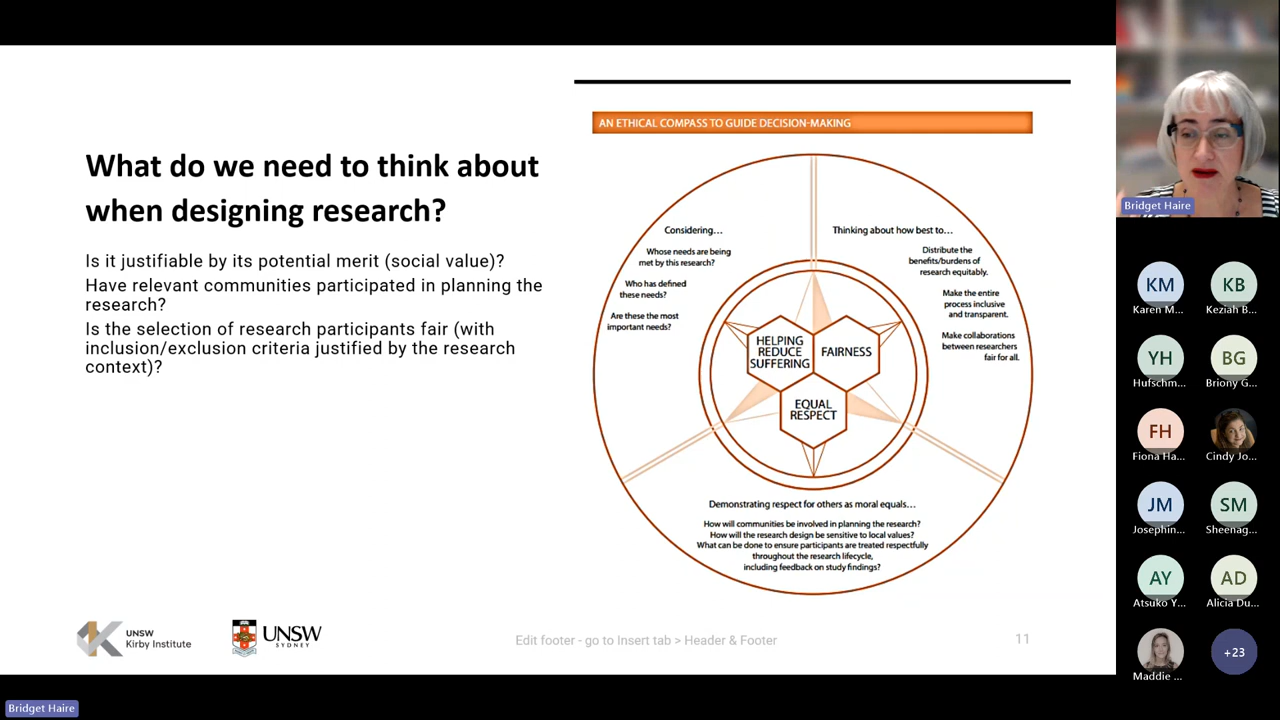 What do we need to think about
when designing research?
Is it justifiable by its potential merit (social value)?
Have relevant communities participated in planning the
research?
Is the selection of research participants fair (with
inclusion/exclusion criteria justified by the research
context)?
AN ETHICAL COMPASS TO GUIDE DECISION-MAKING
Considering...
Whose needs are being
met by this research?
Who has defined
these needs?
Are these the most
important needs?
Thinking about how best to...
Distribute the
benefits/burdens of
research equitably.
Make the entire
process inclusive
and transparent.
Make collaborations
between researchers
fair for all.
HELPING
REDUCE
SUFFERING
FAIRNESS
EQUAL
RESPECT
Demonstrating respect for others as moral equals...
How will communities be involved in planning the research?
How will the research design be sensitive to local values?
What can be done to ensure participants are treated respectfully
throughout the research lifecycle,
including feedback on study findings?
UNSW
Kirby Institute
UNSW
SYDNEY
Edit footer - go to Insert tab > Header & Footer
11
Bridget Haire
KM
Karen M...
KB
Keziah B...
YH
Hufschm...
BG
Briony G...
FH
Fiona Ha...
Cindy Jo...
JM
Josephin...
SM
Sheenag...
AY
Atsuko Y...
AD
Alicia Du...
Maddie ...
+23
Bridget Haire